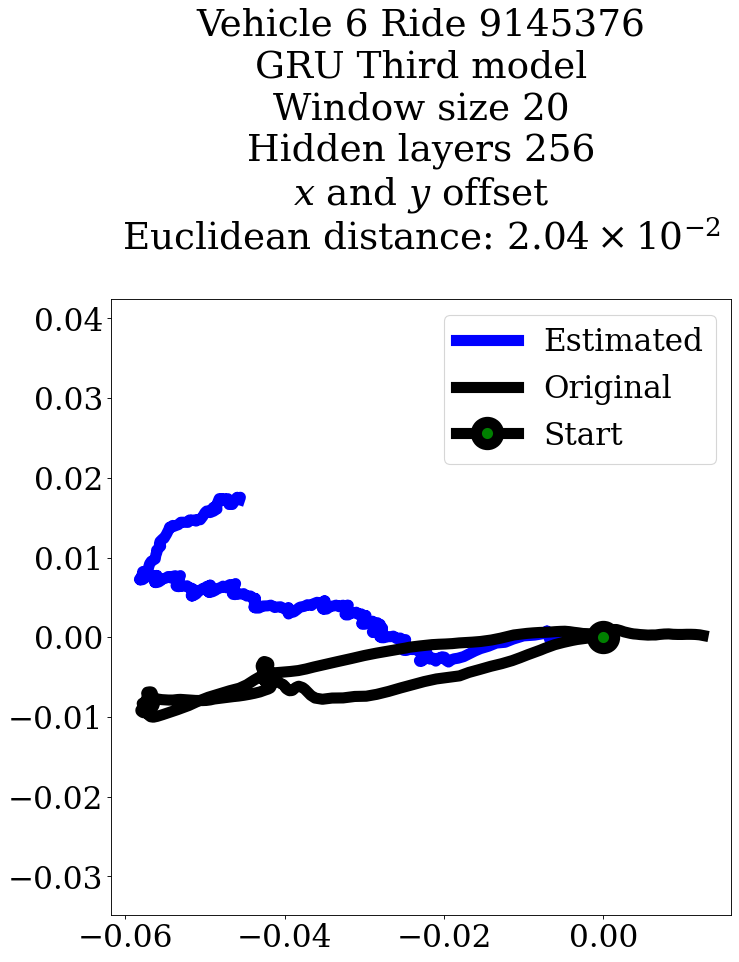 Vehicle 6 Ride 9145376
GRU Third model
Window size 20
Hidden layers 256
x and y offset
Euclidean distance: 2.04 × 10⁻²
Estimated
Original
Start
0.04
0.03
0.02
0.01
0.00
−0.01
−0.02
−0.03
−0.06 −0.04 −0.02 0.00